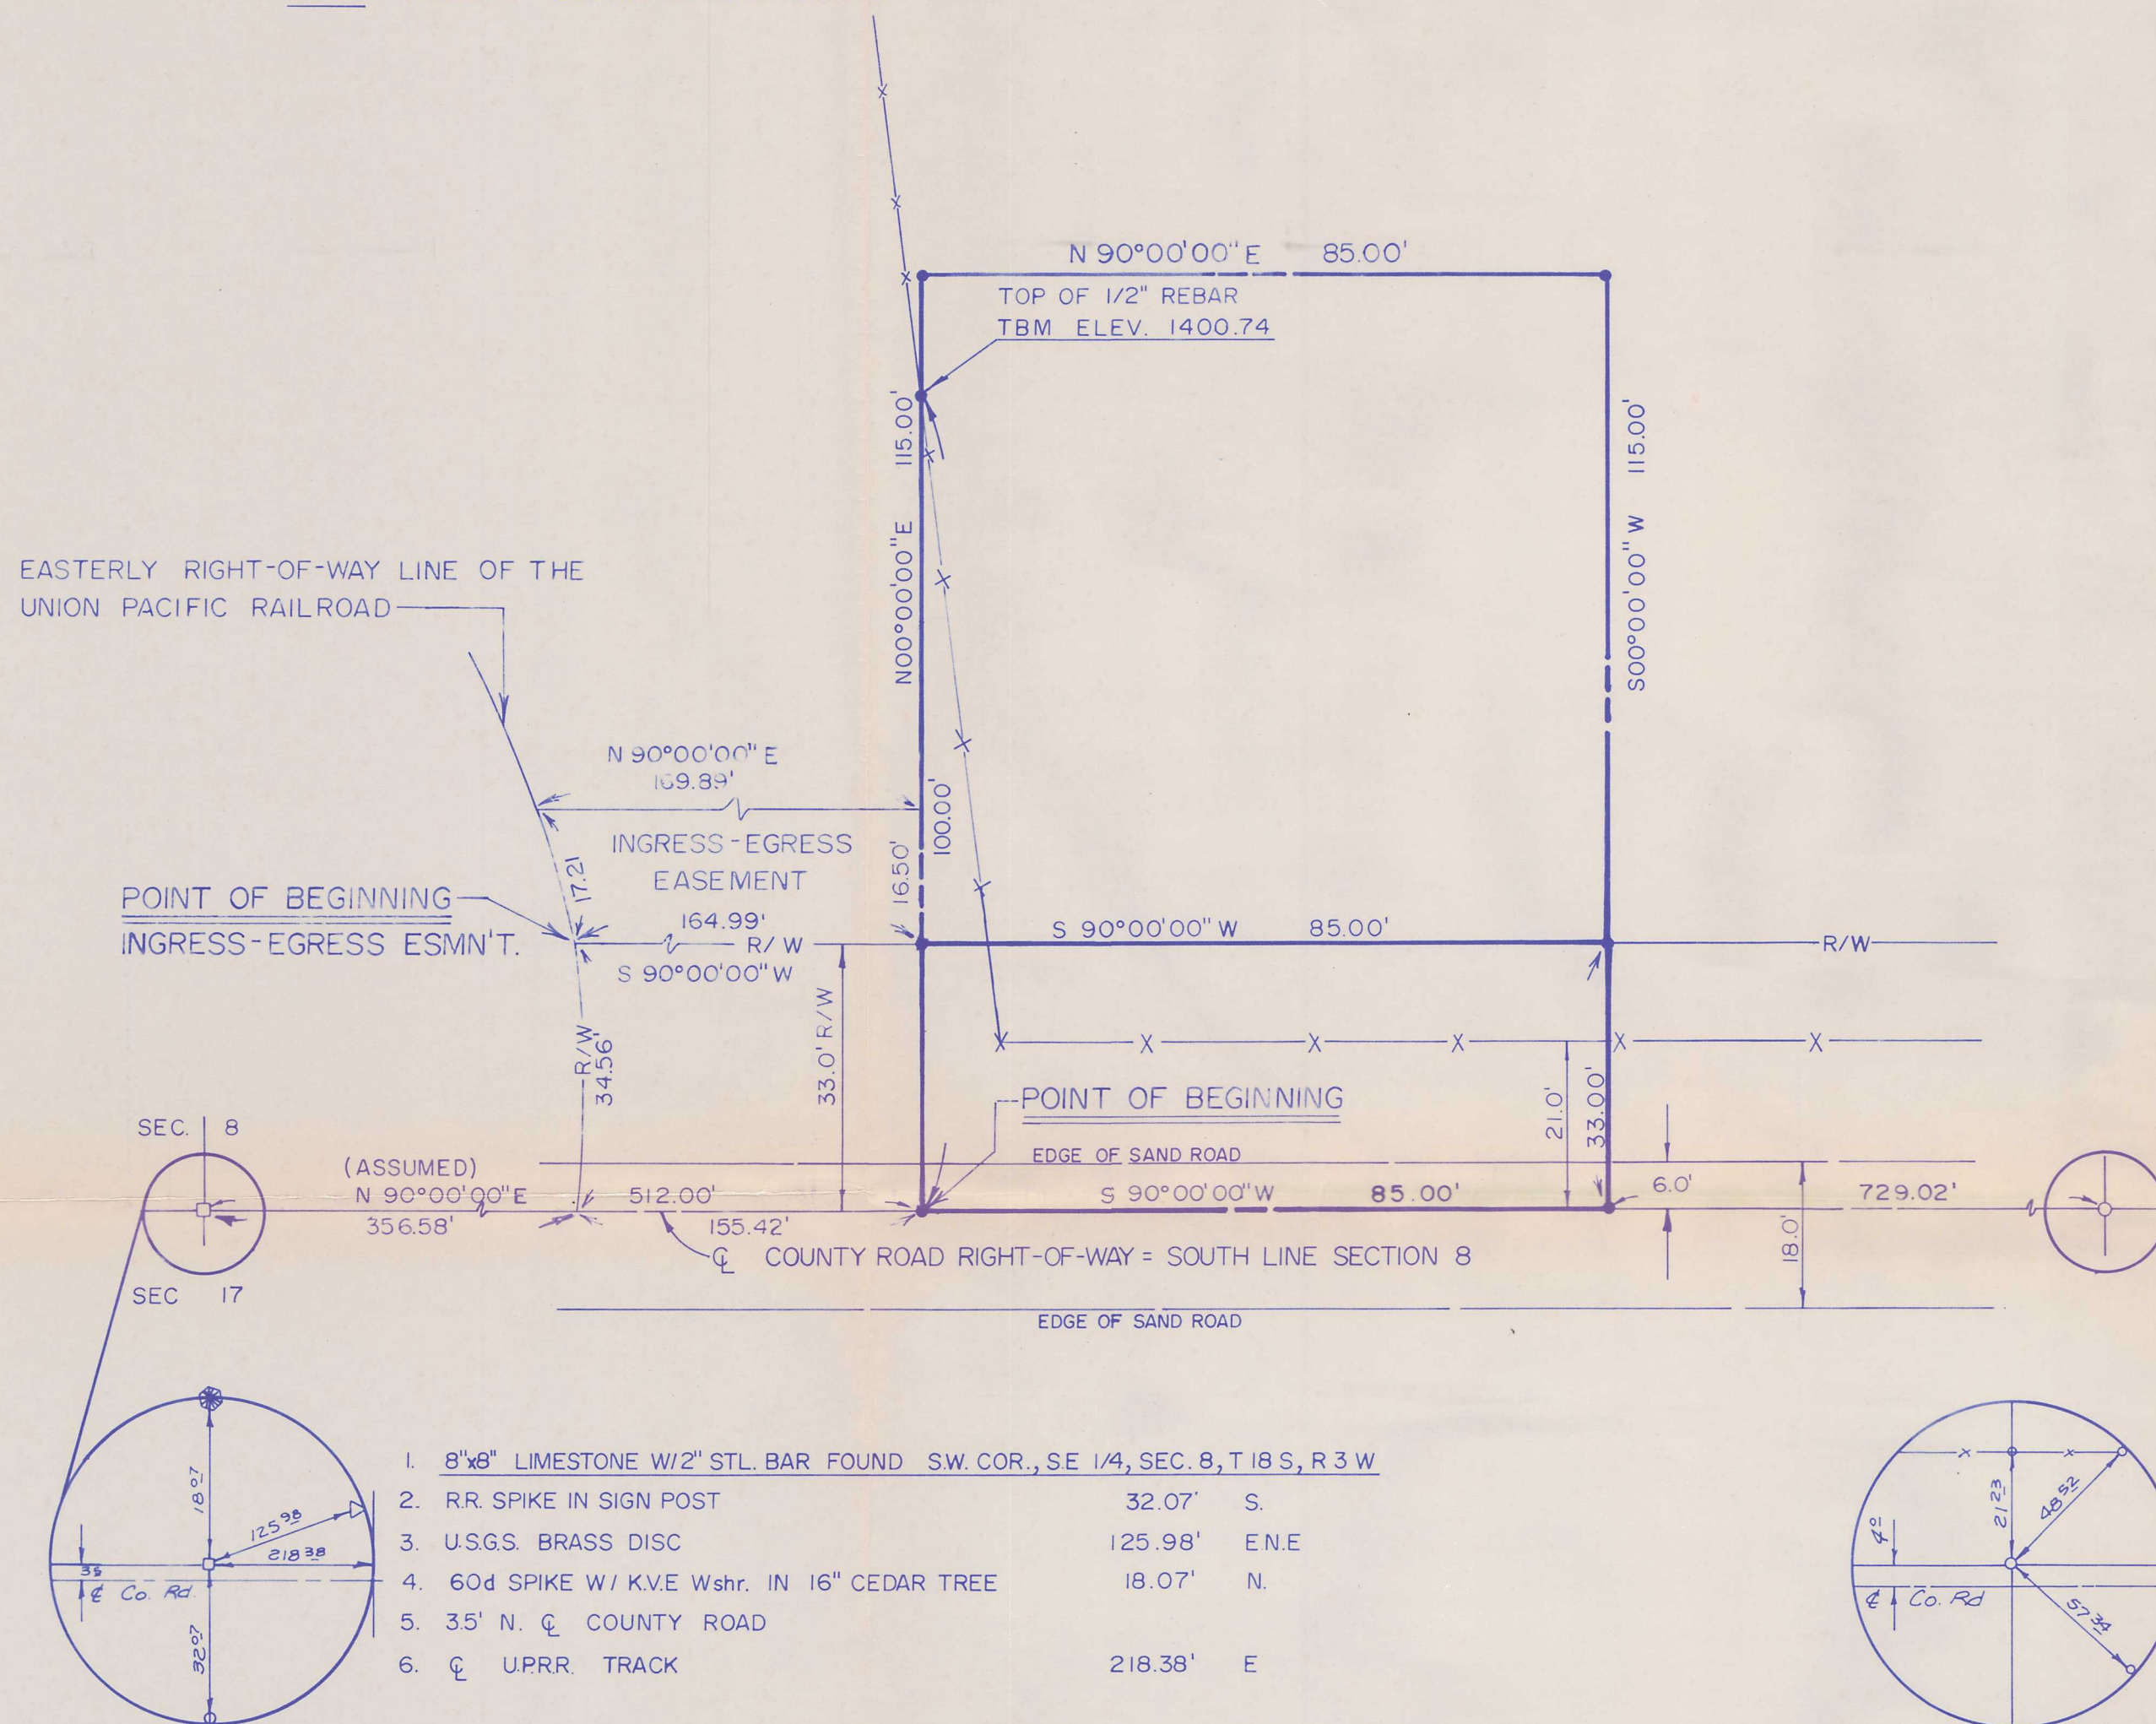 N 90°00'00"E 85.00'
TOP OF 1/2" REBAR
TBM ELEV. 1400.74
N00°00'00"E 115.00'
S00°00'00"W 115.00'
EASTERLY RIGHT-OF-WAY LINE OF THE
UNION PACIFIC RAILROAD
N 90°00'00"E
169.89'
100.00'
16.50'
INGRESS-EGRESS
EASEMENT
17.21
POINT OF BEGINNING
INGRESS-EGRESS ESMN'T.
164.99'
R/W
S 90°00'00"W
S 90°00'00"W 85.00'
R/W
R/W
34.56'
33.0' R/W
POINT OF BEGINNING
21.0'
33.00'
SEC. 8
SEC 17
(ASSUMED)
N 90°00'00"E 512.00'
356.58' 155.42'
EDGE OF SAND ROAD
S 90°00'00"W 85.00'
6.0'
18.0'
729.02'
℄ COUNTY ROAD RIGHT-OF-WAY = SOUTH LINE SECTION 8
EDGE OF SAND ROAD
1. 8"x8" LIMESTONE W/2" STL. BAR FOUND S.W. COR., S.E 1/4, SEC. 8, T 18 S, R 3 W
2. R.R. SPIKE IN SIGN POST 32.07' S.
3. U.S.G.S. BRASS DISC 125.98' E.N.E
4. 60d SPIKE W/ K.V.E Wshr. IN 16" CEDAR TREE 18.07' N.
5. 3.5' N. ℄ COUNTY ROAD
6. ℄ U.P.R.R. TRACK 218.38' E
18 07
125 98
218 38
35
℄ Co. Rd.
32 07
21 23
48 52
4 0
℄ Co. Rd
57 34